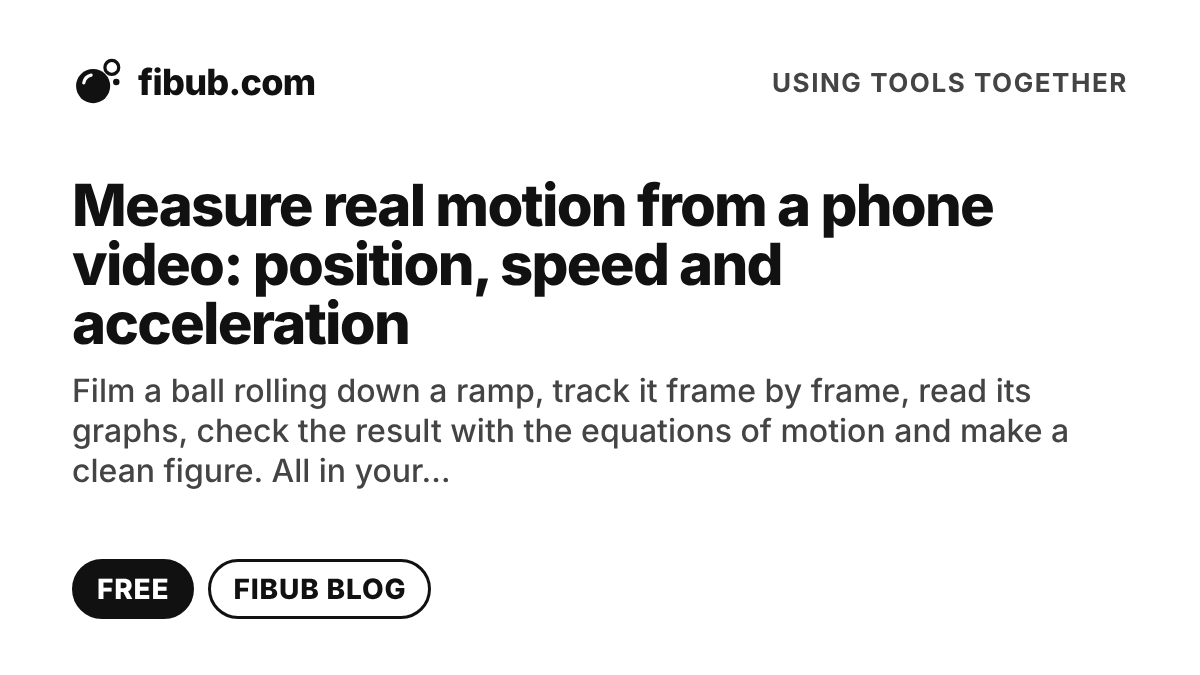 fibub.com
USING TOOLS TOGETHER
Measure real motion from a phone
video: position, speed and
acceleration
Film a ball rolling down a ramp, track it frame by frame, read its
graphs, check the result with the equations of motion and make a
clean figure. All in your...
FREE
FIBUB BLOG